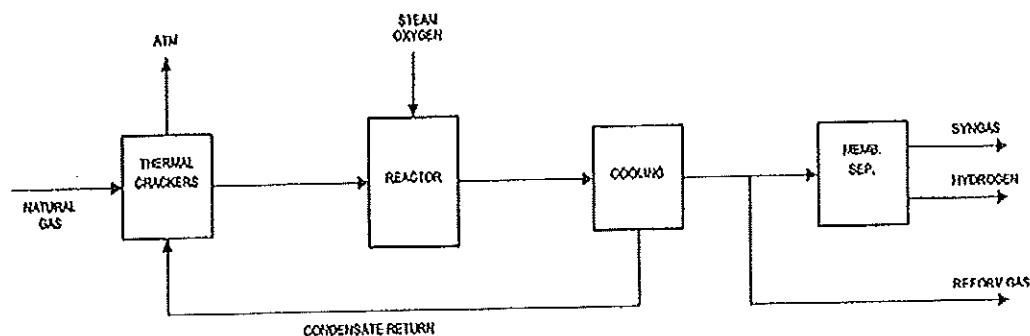 STEAM
OXYGEN
ATM
THERMAL
CRACKERS
REACTOR
COOLING
MEMB.
SEP.
SYNGAS
HYDROGEN
NATURAL
GAS
REFORM GAS
CONDENSATE RETURN